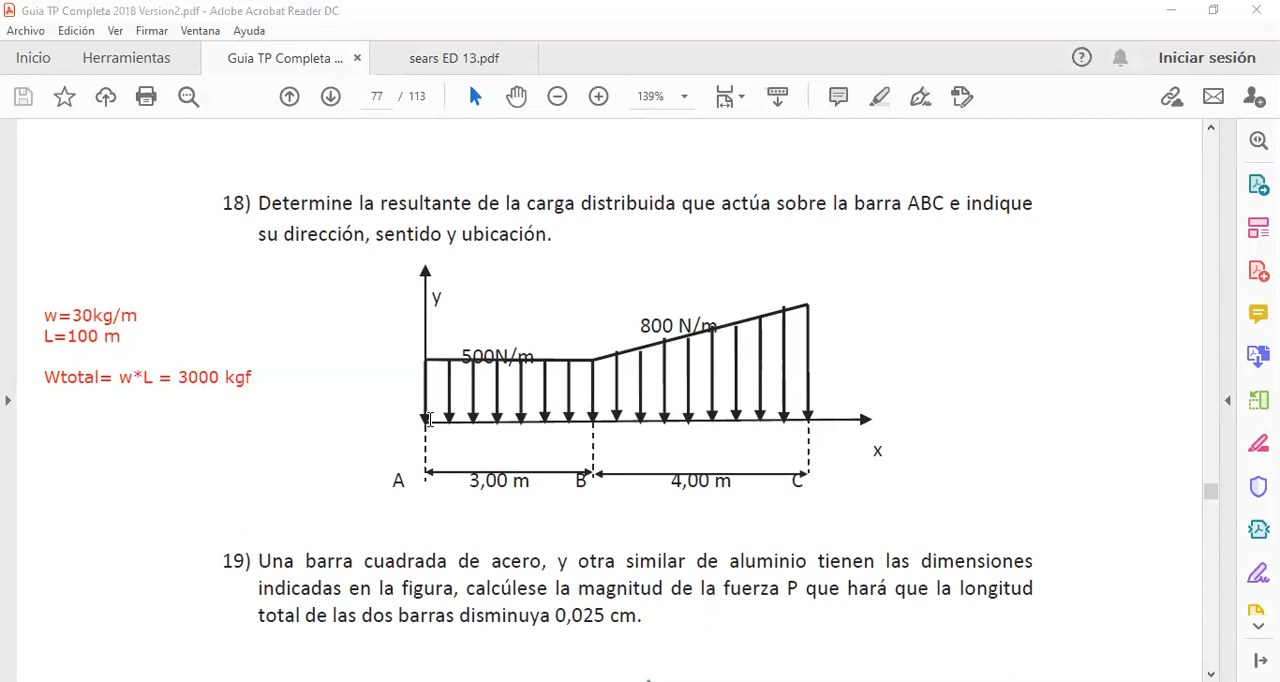 Guia TP Completa 2018 Version2.pdf - Adobe Acrobat Reader DC
Archivo Edición Ver Firmar Ventana Ayuda
Inicio Herramientas Guia TP Completa ... × sears ED 13.pdf Iniciar sesión
77 / 113 139%
18) Determine la resultante de la carga distribuida que actúa sobre la barra ABC e indique
su dirección, sentido y ubicación.
y
w=30kg/m
L=100 m
800 N/m
500N/m
Wtotal= w*L = 3000 kgf
x
A 3,00 m B 4,00 m C
19) Una barra cuadrada de acero, y otra similar de aluminio tienen las dimensiones
indicadas en la figura, calcúlese la magnitud de la fuerza P que hará que la longitud
total de las dos barras disminuya 0,025 cm.